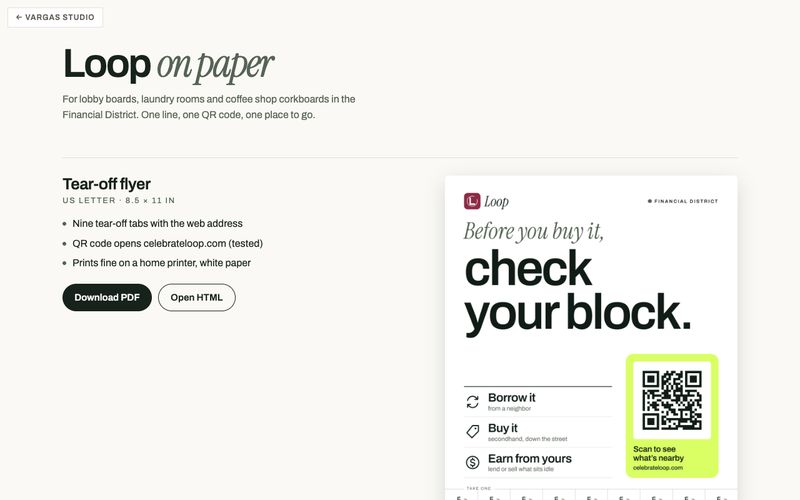 ← VARGAS STUDIO
Loop on paper
For lobby boards, laundry rooms and coffee shop corkboards in the
Financial District. One line, one QR code, one place to go.
Tear-off flyer
US LETTER · 8.5 × 11 IN
Nine tear-off tabs with the web address
QR code opens celebrateloop.com (tested)
Prints fine on a home printer, white paper
Download PDF
Open HTML
Loop
FINANCIAL DISTRICT
Before you buy it,
check
your block.
Borrow it
from a neighbor
Buy it
secondhand, down the street
Earn from yours
lend or sell what sits idle
Scan to see
what's nearby
celebrateloop.com
TAKE ONE